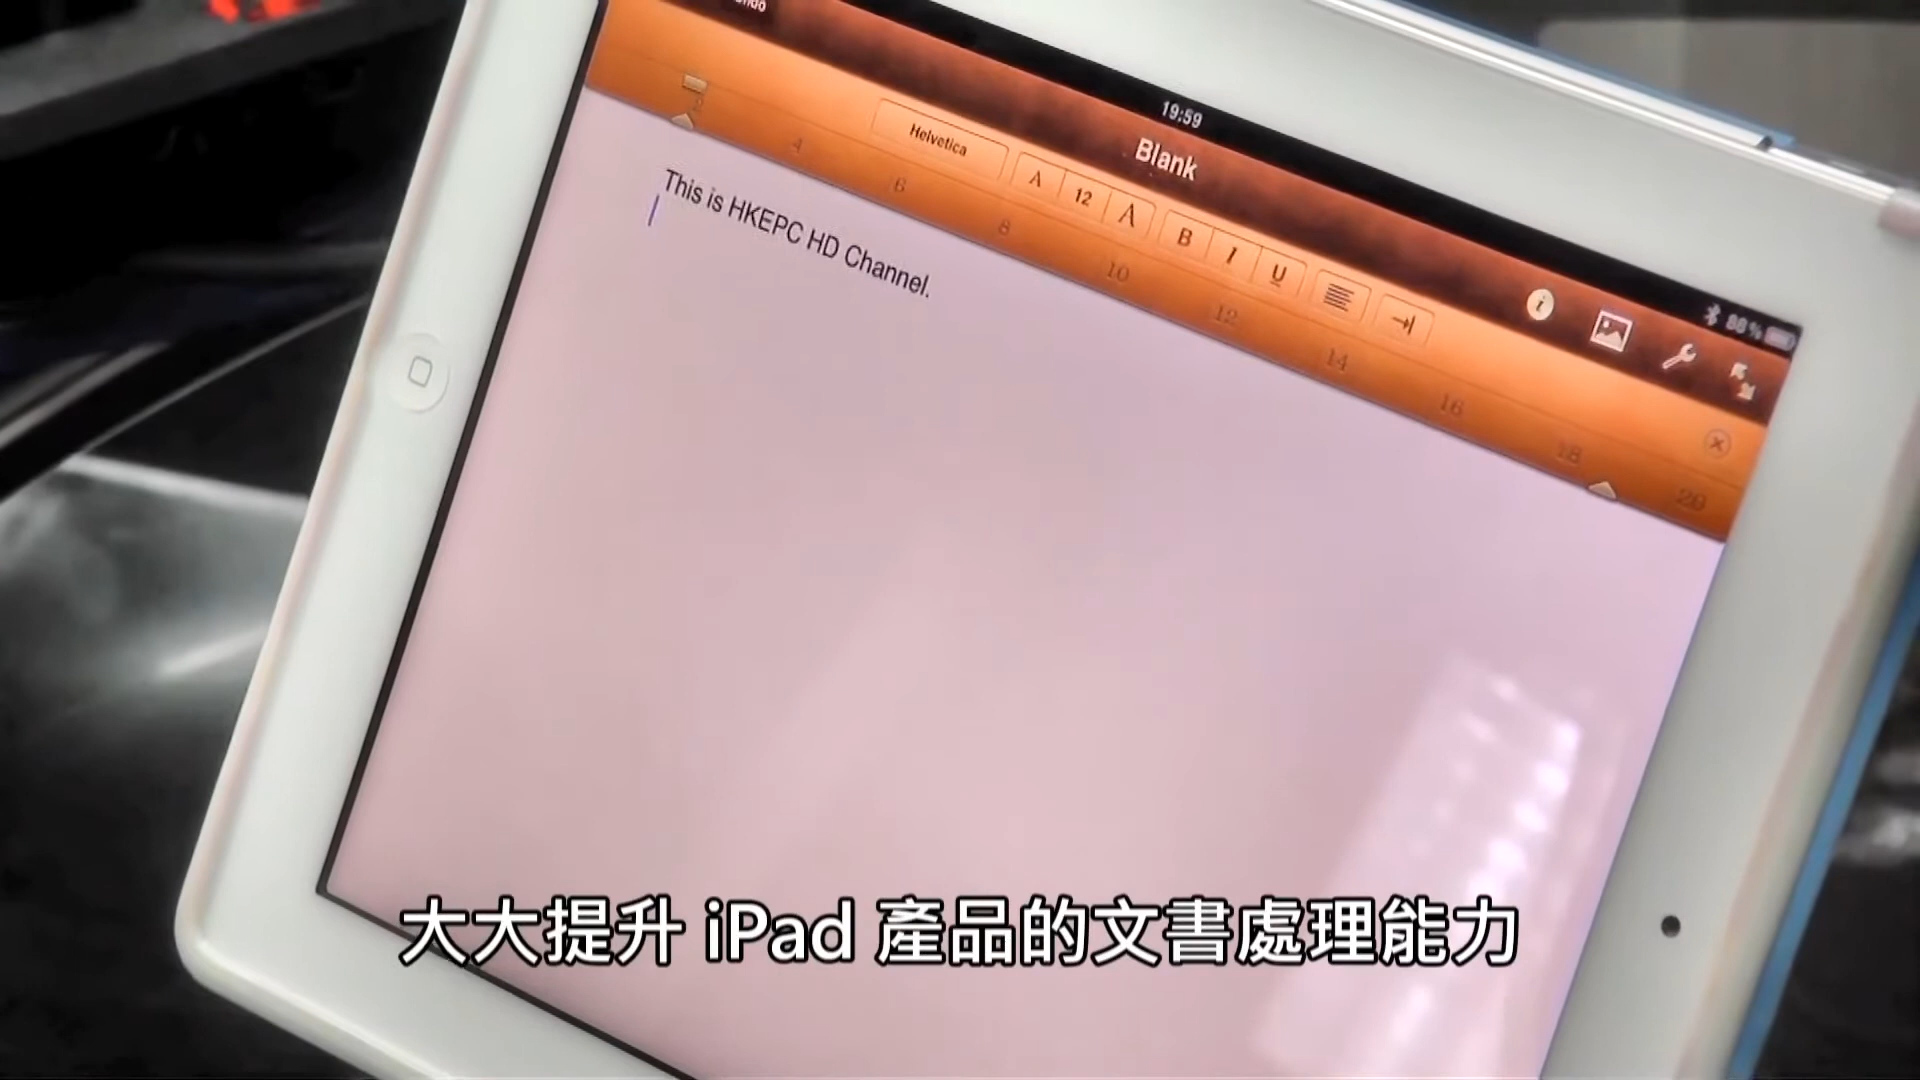 19:59
Blank
88%
Helvetica
A 12 A B I U
2 4 6 8 10 12 14 16 18 20
This is HKEPC HD Channel.
大大提升 iPad 產品的文書處理能力